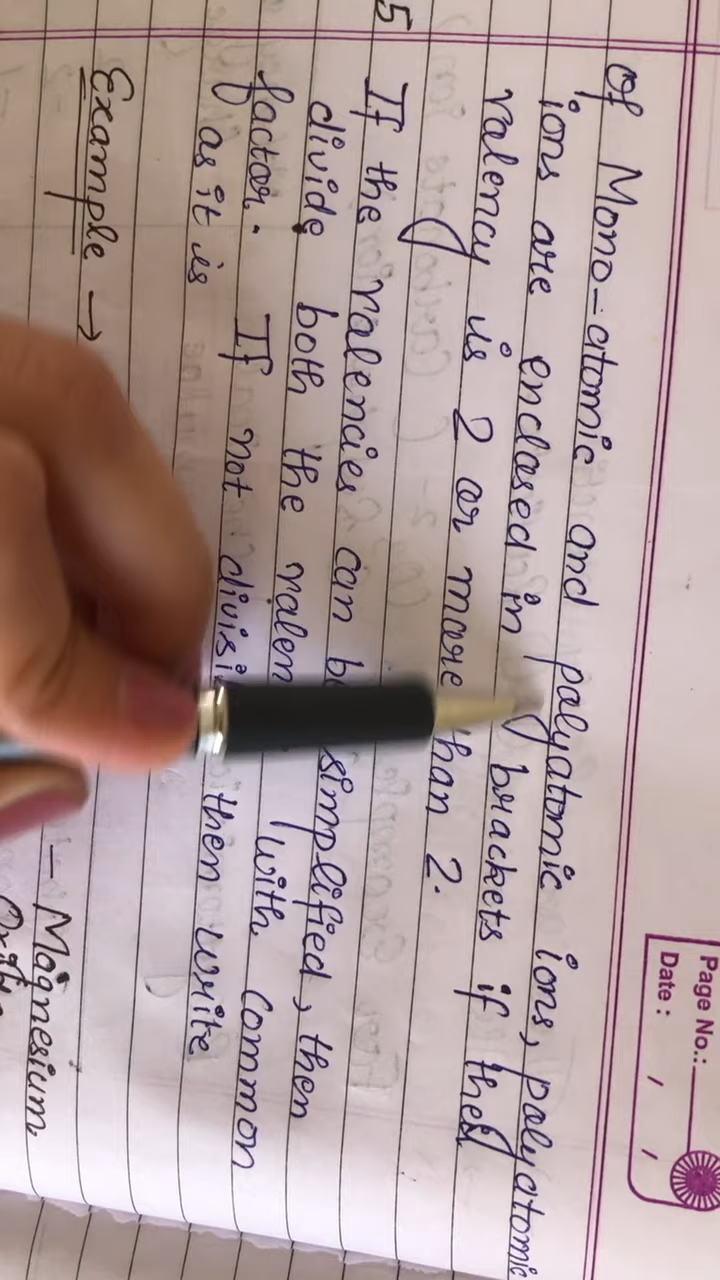 Page No.:
Date: / /
of Mono-atomic and polyatomic ions, polyatomic
ions are enclosed in brackets if the
valency is 2 or more than 2.
5 If the valencies can be simplified, then
divide both the valen with common
factor. If not divisi then write
as it is
Example →
- Magnesium